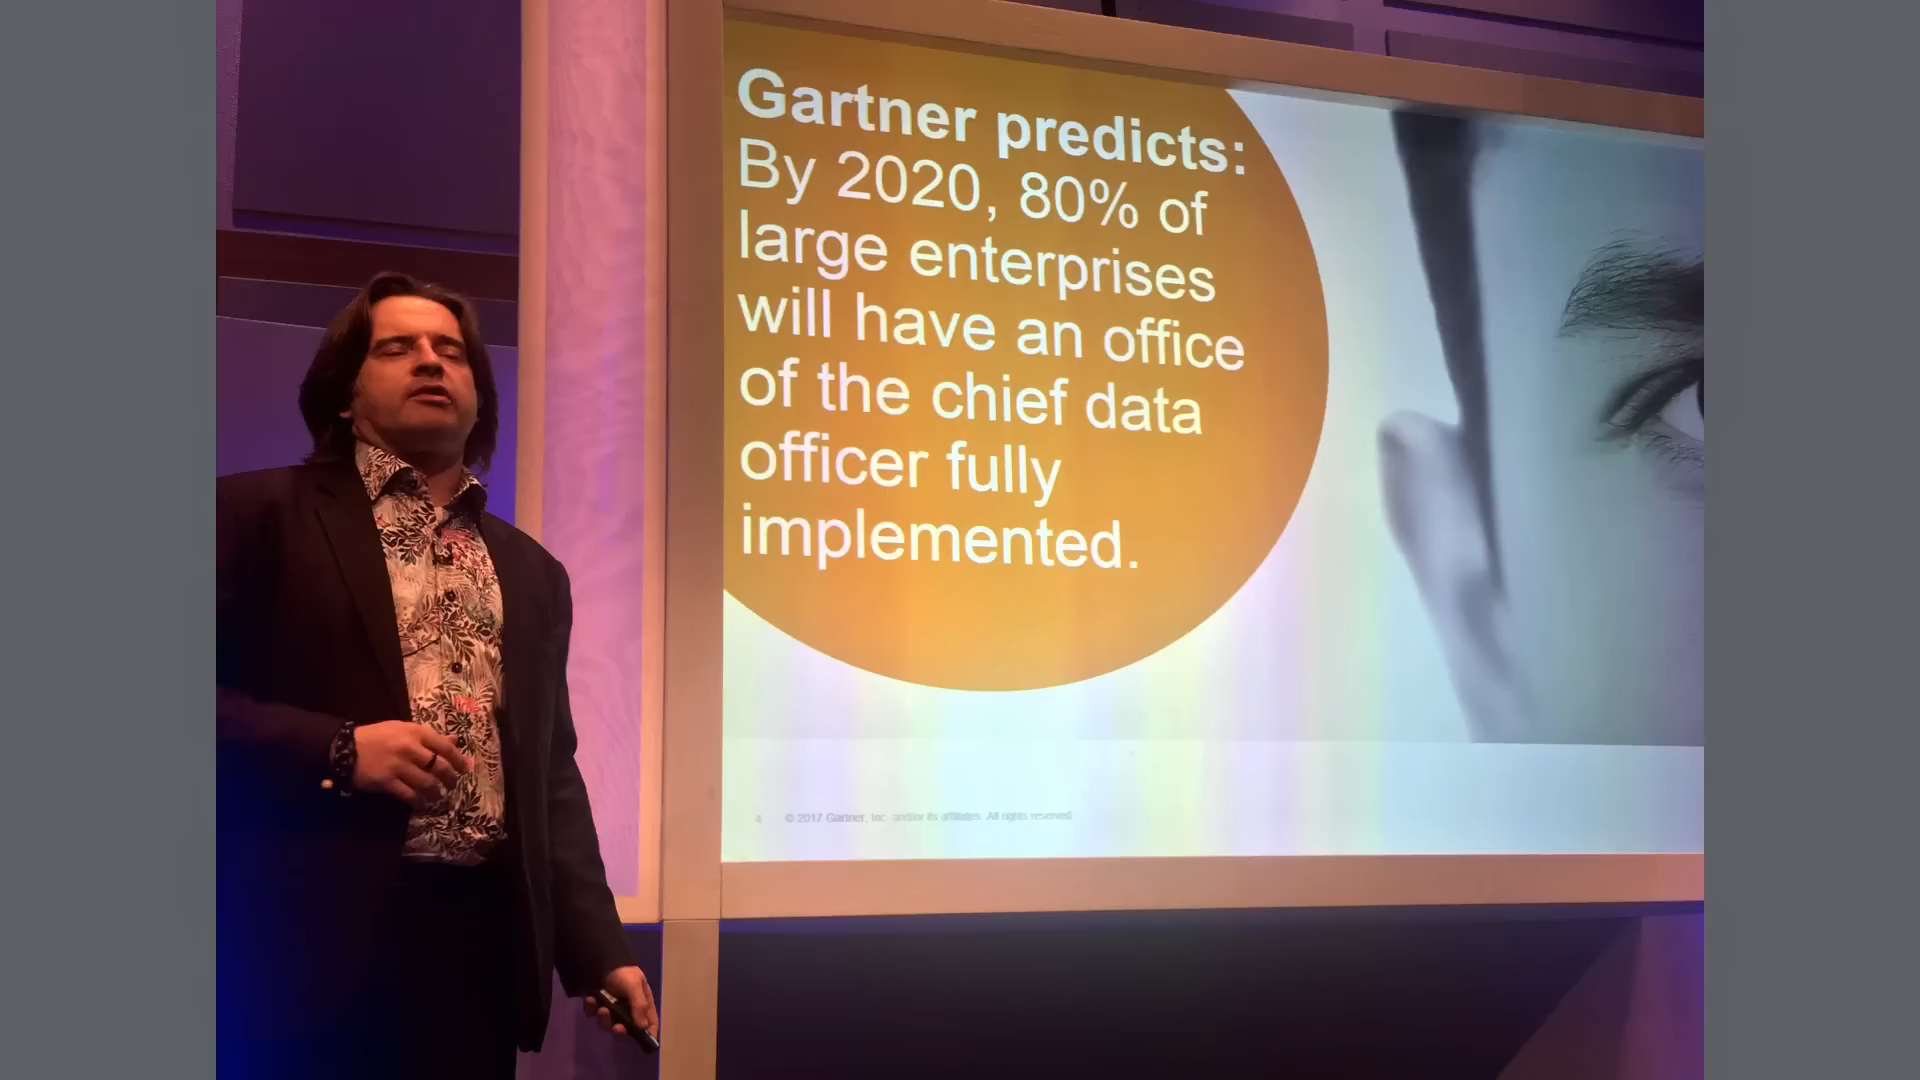 Gartner predicts:
By 2020, 80% of
large enterprises
will have an office
of the chief data
officer fully
implemented.
4 © 2017 Gartner, Inc. and/or its affiliates. All rights reserved.